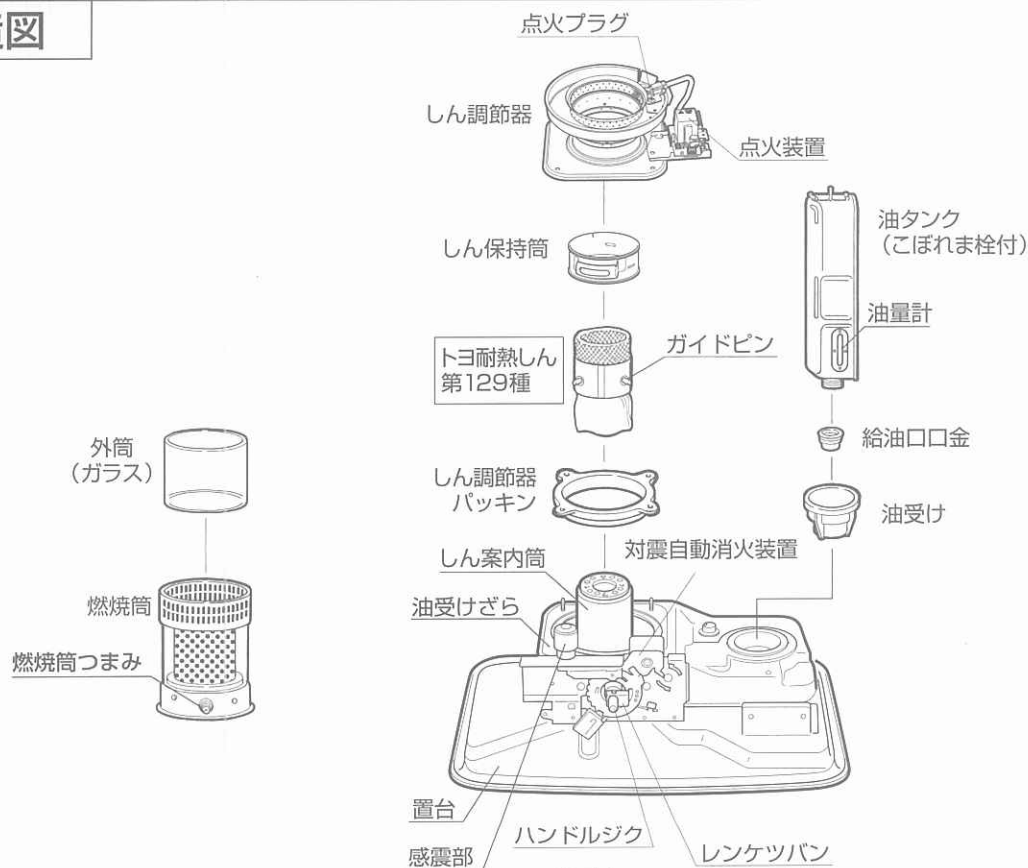 図
点火プラグ
しん調節器
点火装置
しん保持筒
油タンク
(こぼれま栓付)
油量計
トヨ耐熱しん
第129種
ガイドピン
外筒
(ガラス)
給油口口金
しん調節器
パッキン
油受け
しん案内筒
対震自動消火装置
油受けざら
燃焼筒
燃焼筒つまみ
置台
ハンドルジク
感震部
レンケツバン